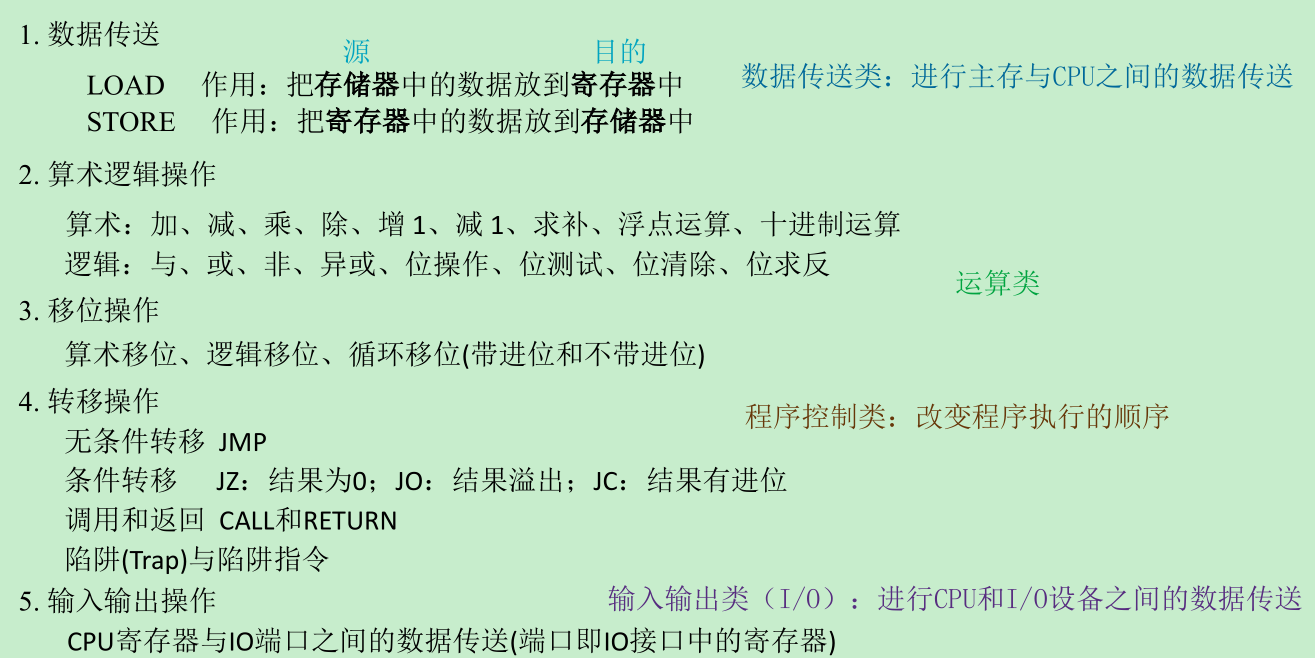 1. 数据传送
源 目的
LOAD 作用：把存储器中的数据放到寄存器中
数据传送类：进行主存与CPU之间的数据传送
STORE 作用：把寄存器中的数据放到存储器中
2. 算术逻辑操作
算术：加、减、乘、除、增 1、减 1、求补、浮点运算、十进制运算
逻辑：与、或、非、异或、位操作、位测试、位清除、位求反
运算类
3. 移位操作
算术移位、逻辑移位、循环移位(带进位和不带进位)
4. 转移操作
程序控制类：改变程序执行的顺序
无条件转移 JMP
条件转移 JZ：结果为0；JO：结果溢出；JC：结果有进位
调用和返回 CALL和RETURN
陷阱(Trap)与陷阱指令
5. 输入输出操作
输入输出类（I/O）：进行CPU和I/O设备之间的数据传送
CPU寄存器与IO端口之间的数据传送(端口即IO接口中的寄存器)